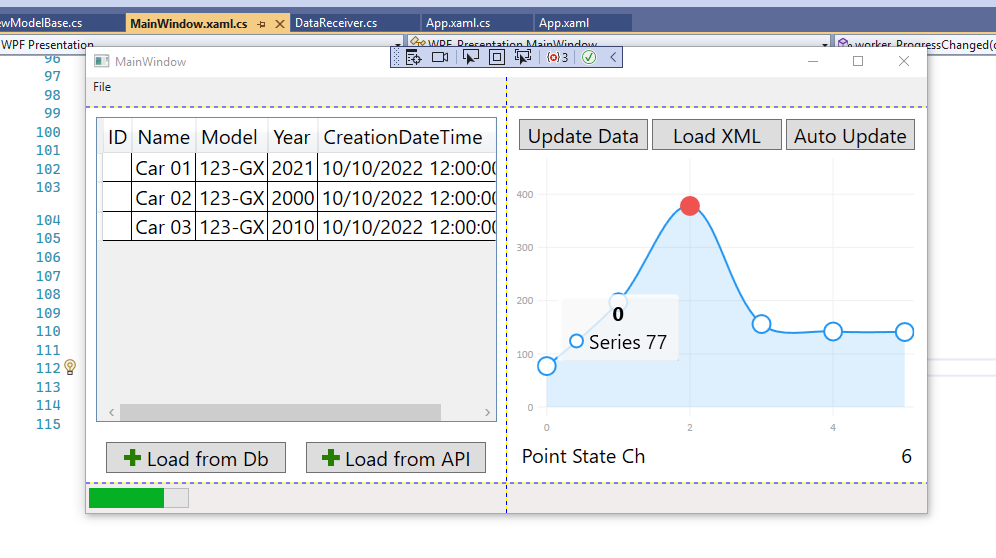 ewModelBase.cs MainWindow.xaml.cs DataReceiver.cs App.xaml.cs App.xaml
WPF Presentation WPF_Presentation.MainWindow worker_ProgressChanged(o
96
MainWindow 3
97
File
98
99
100
101
102
103
104
105
106
107
108
109
110
111
112
113
114
115
ID Name Model Year CreationDateTime
Car 01 123-GX 2021 10/10/2022 12:00:00
Car 02 123-GX 2000 10/10/2022 12:00:00
Car 03 123-GX 2010 10/10/2022 12:00:00
Load from Db Load from API
Update Data Load XML Auto Update
400
300
200
100
0
0 2 4
0
Series 77
Point State Ch 6